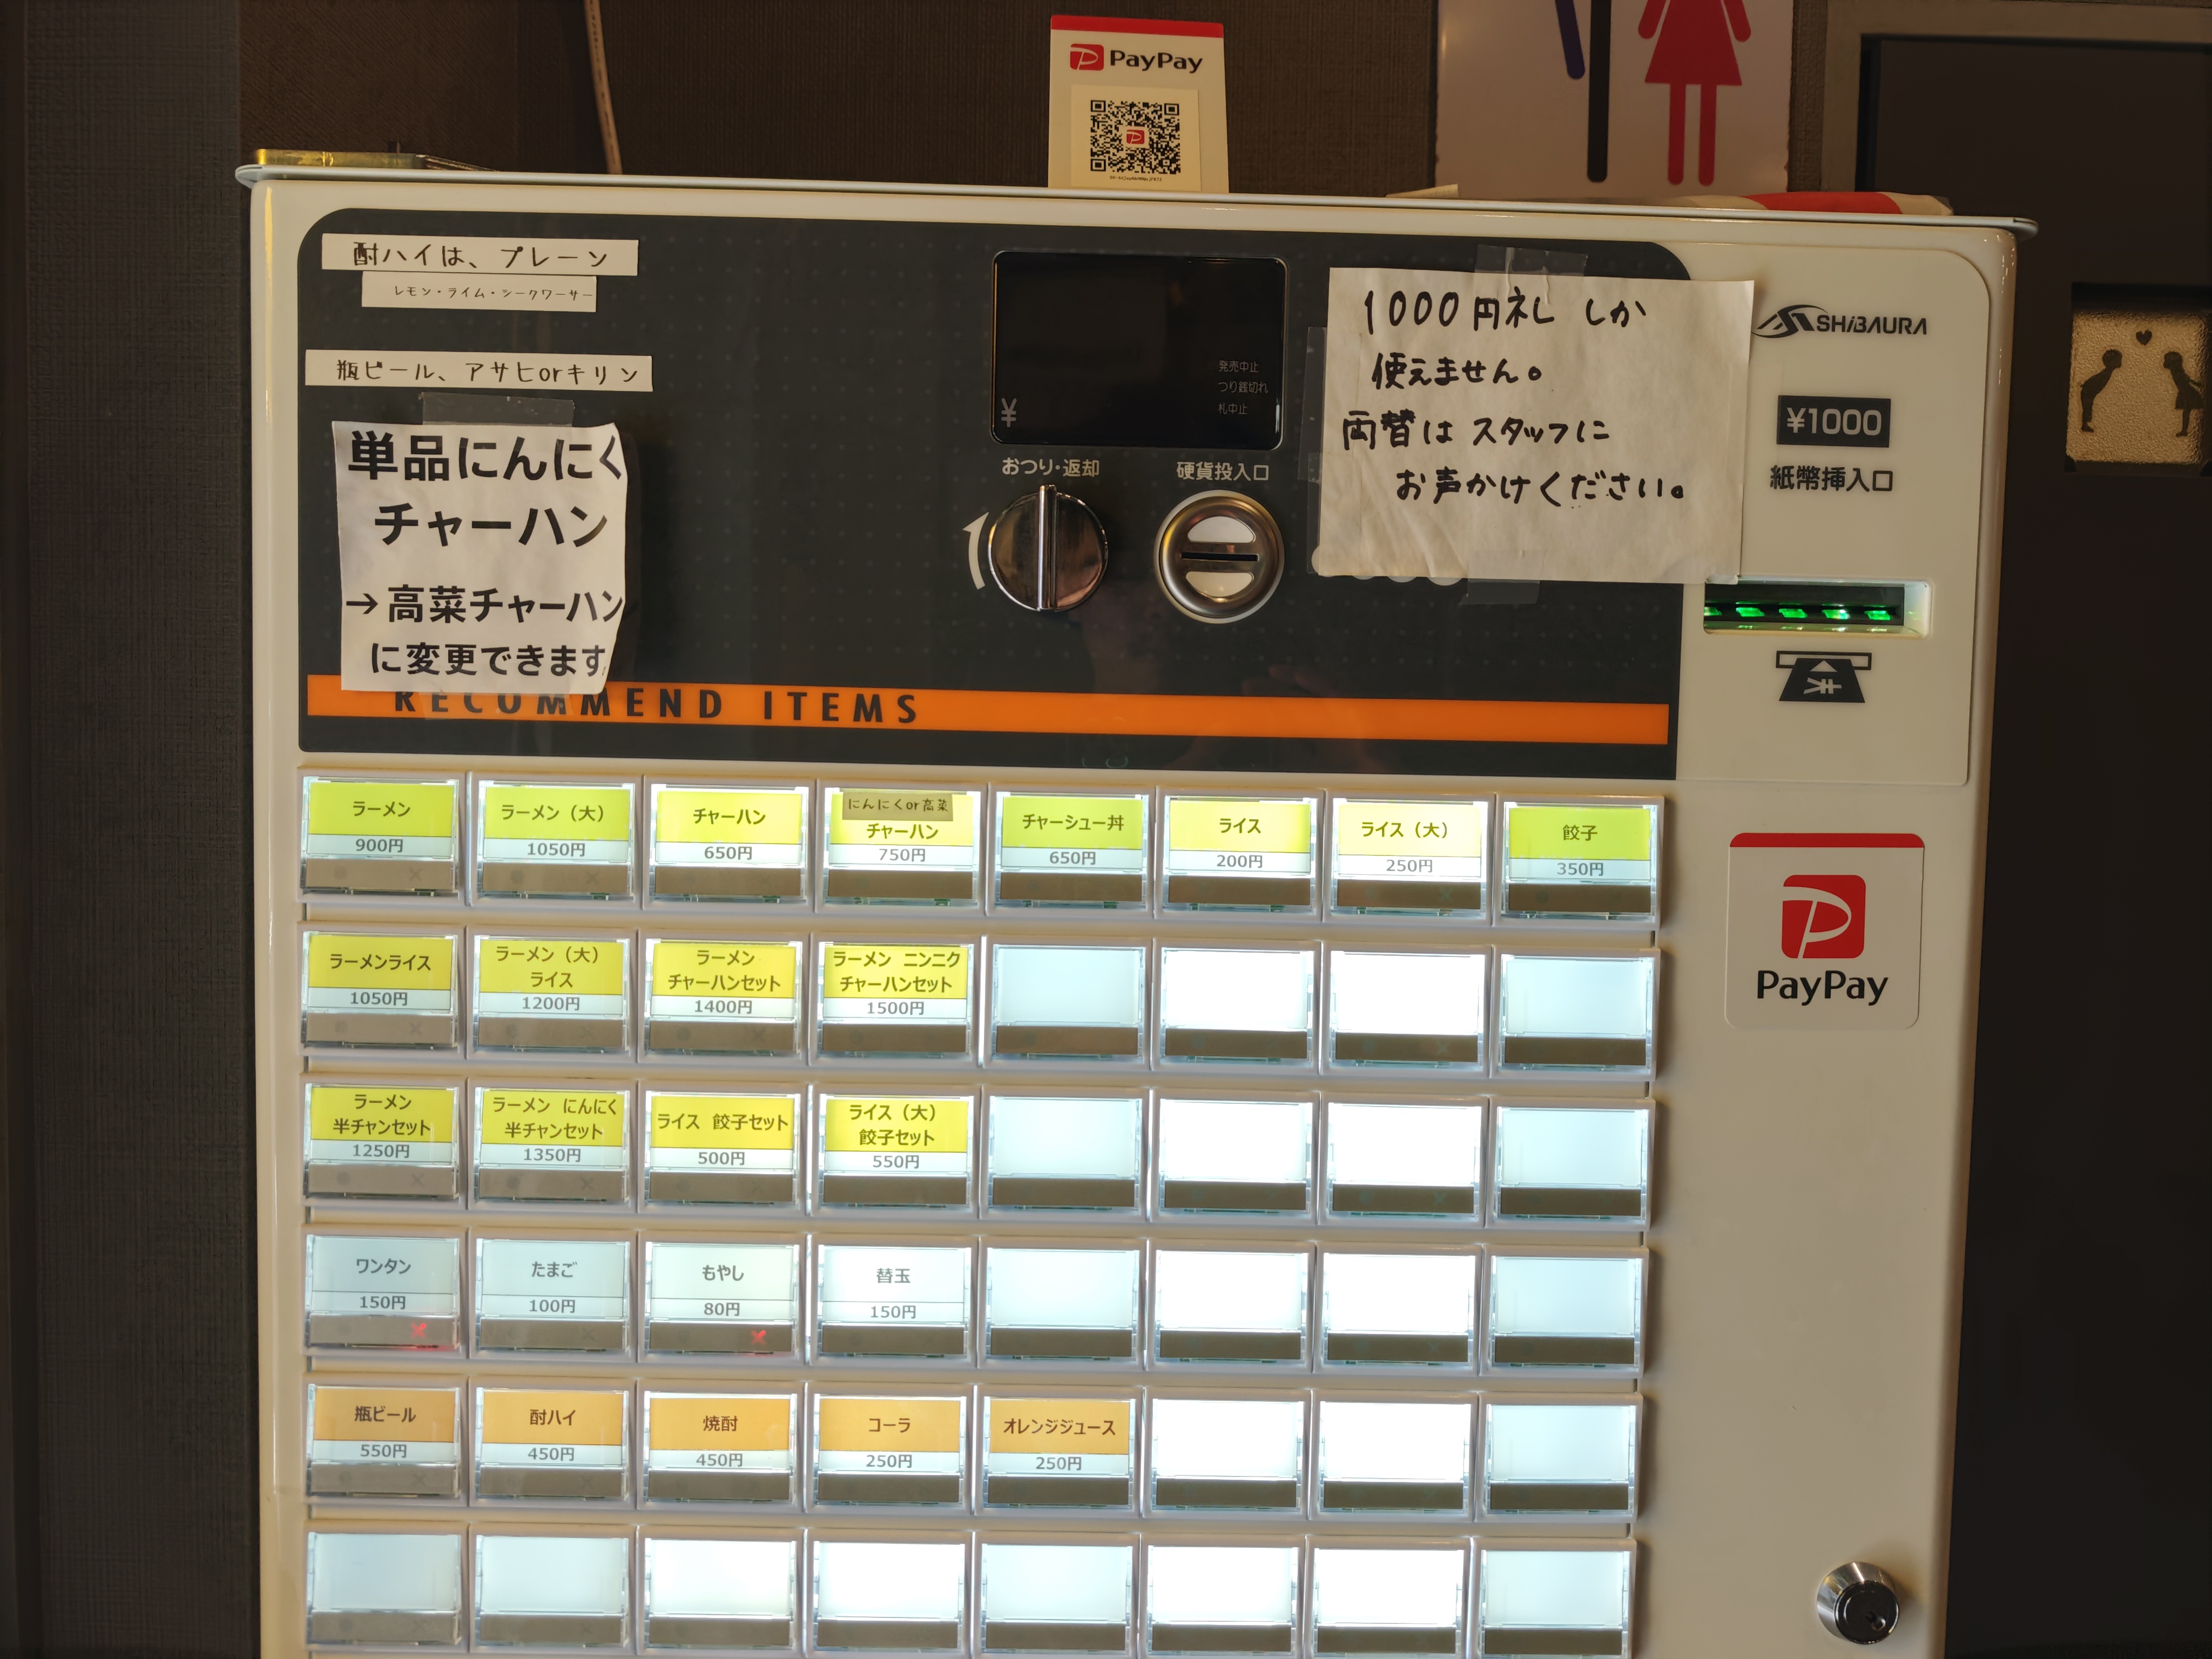 PayPay
酎ハイは、プレーン
レモン・ライム・シークワーサー
瓶ビール、アサヒorキリン
単品にんにく
チャーハン
→高菜チャーハン
に変更できます
発売中止
つり銭切れ
札中止
¥
おつり・返却
硬貨投入口
1000円札しか
使えません。
両替はスタッフに
お声かけください。
SHiBAURA
¥1000
紙幣挿入口
RECOMMEND ITEMS
ラーメン
900円
ラーメン（大）
1050円
チャーハン
650円
にんにくor高菜
チャーハン
750円
チャーシュー丼
650円
ライス
200円
ライス（大）
250円
餃子
350円
PayPay
ラーメンライス
1050円
ラーメン（大）
ライス
1200円
ラーメン
チャーハンセット
1400円
ラーメン ニンニク
チャーハンセット
1500円
ラーメン
半チャンセット
1250円
ラーメン にんにく
半チャンセット
1350円
ライス 餃子セット
500円
ライス（大）
餃子セット
550円
ワンタン
150円
たまご
100円
もやし
80円
替玉
150円
瓶ビール
550円
酎ハイ
450円
焼酎
450円
コーラ
250円
オレンジジュース
250円